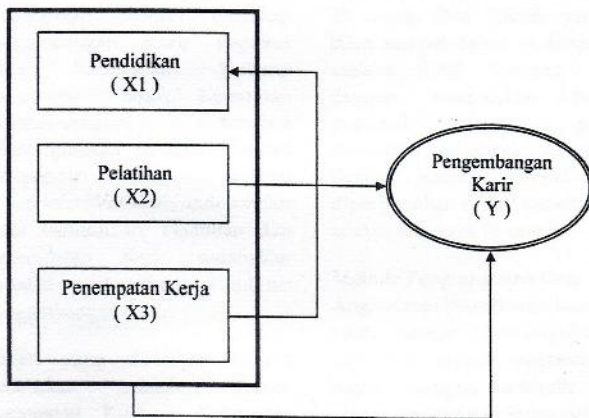 Pendidikan
( X1 )
Pelatihan
( X2 )
Penempatan Kerja
( X3)
Pengembangan
Karir
( Y )